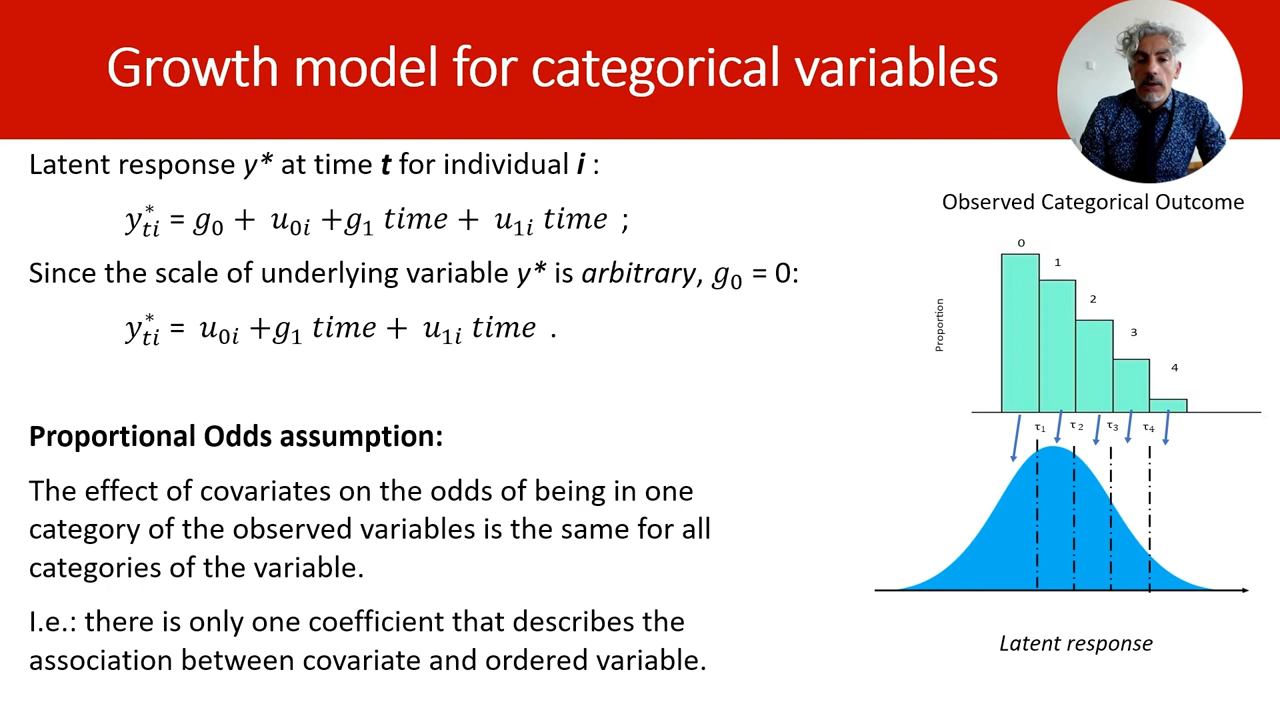 Growth model for categorical variables
Latent response y* at time t for individual i :
y*ti = g0 + u0i +g1 time + u1i time ;
Since the scale of underlying variable y* is arbitrary, g0 = 0:
y*ti = u0i +g1 time + u1i time .
Proportional Odds assumption:
The effect of covariates on the odds of being in one
category of the observed variables is the same for all
categories of the variable.
I.e.: there is only one coefficient that describes the
association between covariate and ordered variable.
Observed Categorical Outcome
0
1
2
3
4
Proportion
τ1 τ2 τ3 τ4
Latent response